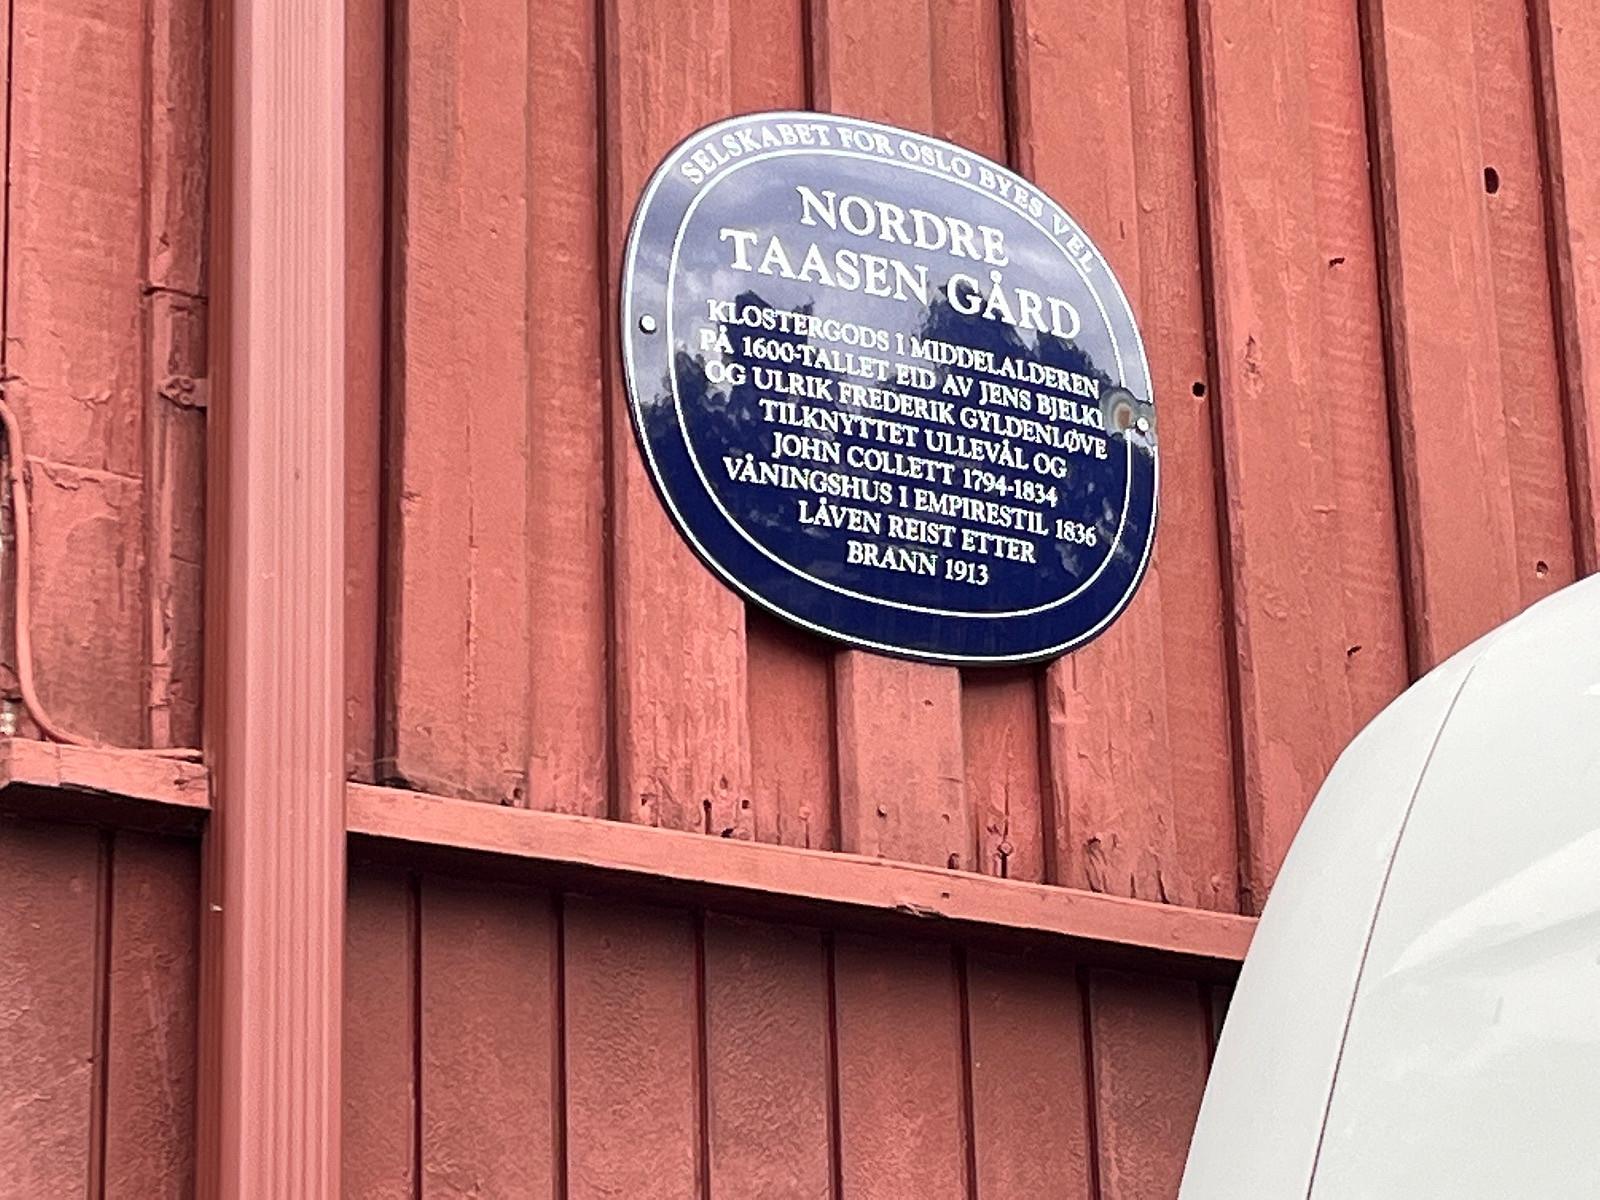 SELSKABET FOR OSLO BYES VEL
NORDRE
TAASEN GÅRD
KLOSTERGODS I MIDDELALDEREN
PÅ 1600-TALLET EID AV JENS BJELKE
OG ULRIK FREDERIK GYLDENLØVE
TILKNYTTET ULLEVÅL OG
JOHN COLLETT 1794-1834
VÅNINGSHUS I EMPIRESTIL 1836
LÅVEN REIST ETTER
BRANN 1913